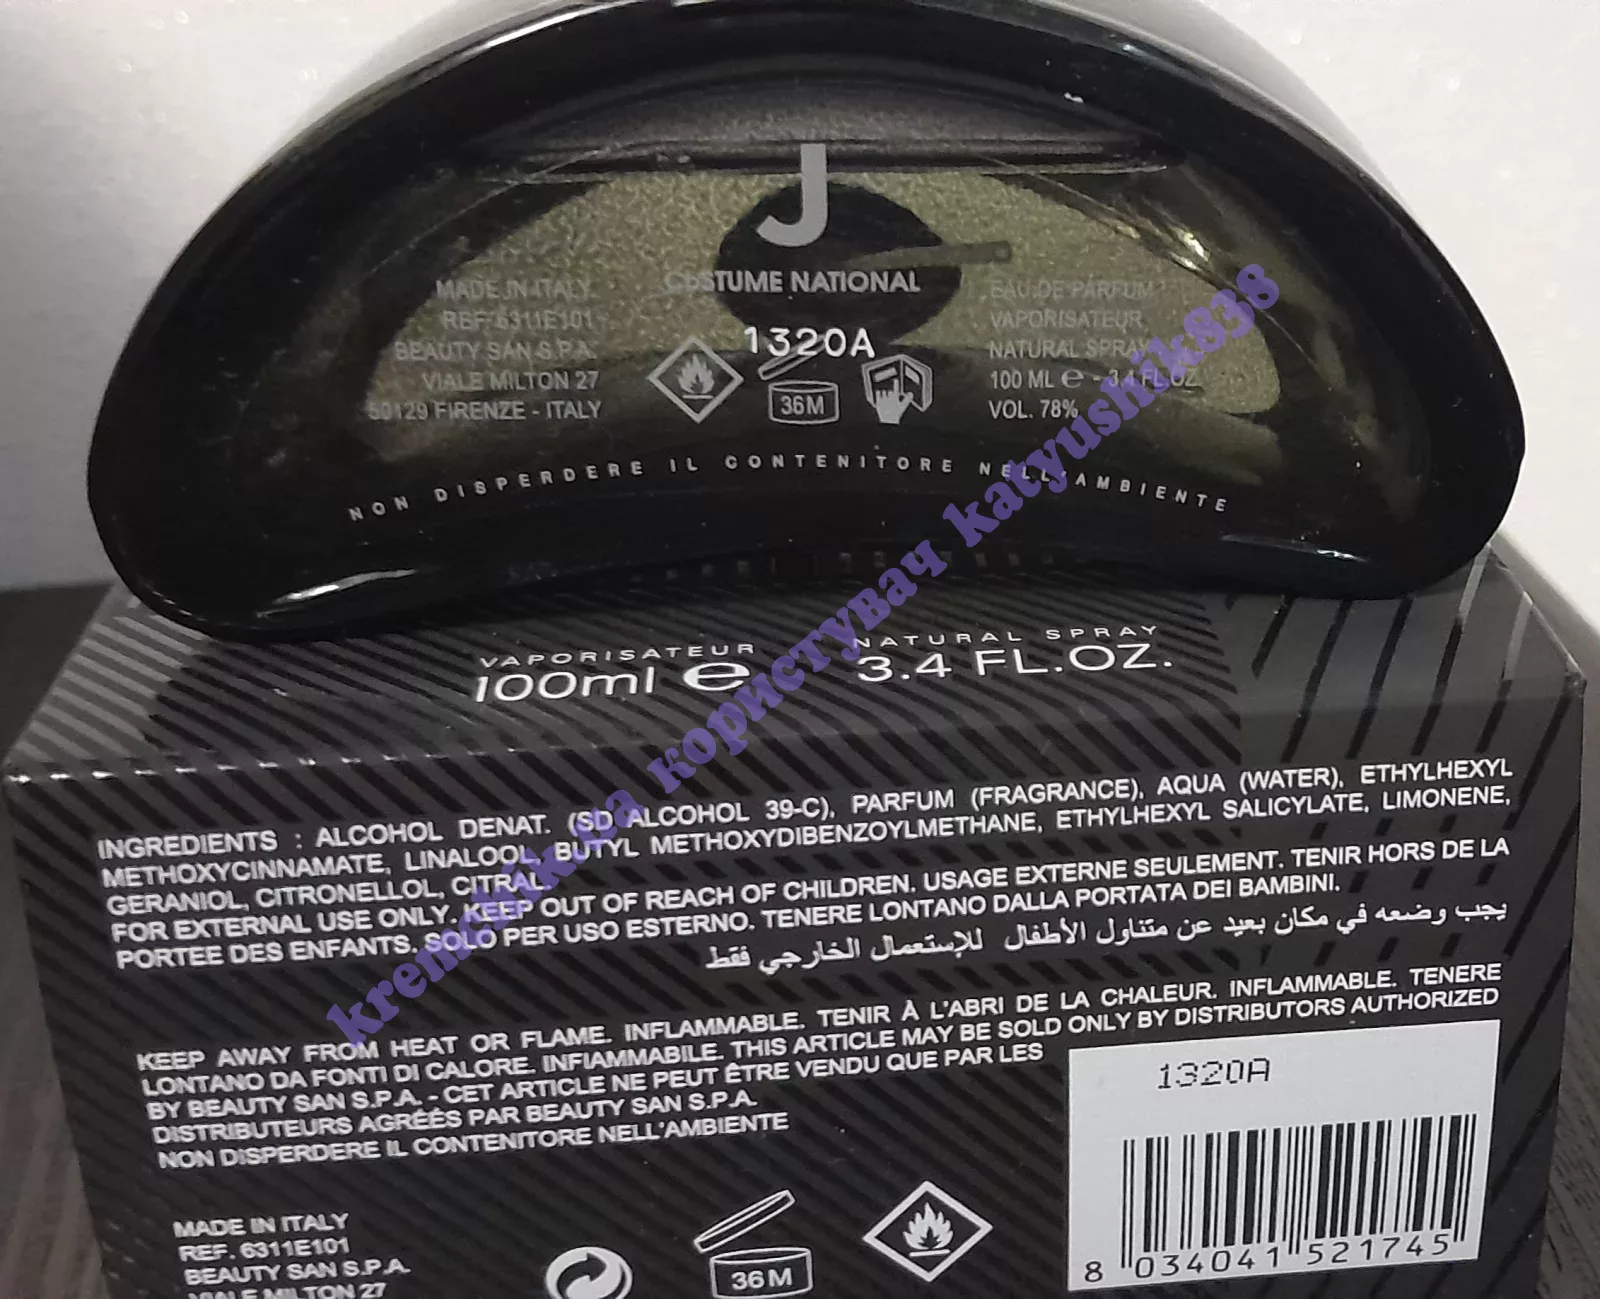 J
COSTUME NATIONAL
MADE IN ITALY
REF. 6311E101
BEAUTY SAN S.P.A.
VIALE MILTON 27
50129 FIRENZE - ITALY
1320A
36M
EAU DE PARFUM
VAPORISATEUR
NATURAL SPRAY
100 ML e - 3.4 FL.OZ
VOL. 78%
NON DISPERDERE IL CONTENITORE NELL'AMBIENTE
VAPORISATEUR NATURAL SPRAY
100ml e 3.4 FL.OZ.
INGREDIENTS : ALCOHOL DENAT. (SD ALCOHOL 39-C), PARFUM (FRAGRANCE), AQUA (WATER), ETHYLHEXYL
METHOXYCINNAMATE, LINALOOL, BUTYL METHOXYDIBENZOYLMETHANE, ETHYLHEXYL SALICYLATE, LIMONENE,
GERANIOL, CITRONELLOL, CITRAL.
FOR EXTERNAL USE ONLY. KEEP OUT OF REACH OF CHILDREN. USAGE EXTERNE SEULEMENT. TENIR HORS DE LA
PORTEE DES ENFANTS. SOLO PER USO ESTERNO. TENERE LONTANO DALLA PORTATA DEI BAMBINI.
يجب وضعه في مكان بعيد عن متناول الأطفال للإستعمال الخارجي فقط
KEEP AWAY FROM HEAT OR FLAME. INFLAMMABLE. TENIR À L'ABRI DE LA CHALEUR. INFLAMMABLE. TENERE
LONTANO DA FONTI DI CALORE. INFIAMMABILE. THIS ARTICLE MAY BE SOLD ONLY BY DISTRIBUTORS AUTHORIZED
BY BEAUTY SAN S.P.A. - CET ARTICLE NE PEUT ÊTRE VENDU QUE PAR LES
DISTRIBUTEURS AGRÉÉS PAR BEAUTY SAN S.P.A.
NON DISPERDERE IL CONTENITORE NELL'AMBIENTE
MADE IN ITALY
REF. 6311E101
BEAUTY SAN S.P.A.
VIALE MILTON 27
36M
1320A
8 034041 521745
користувач katyushik838